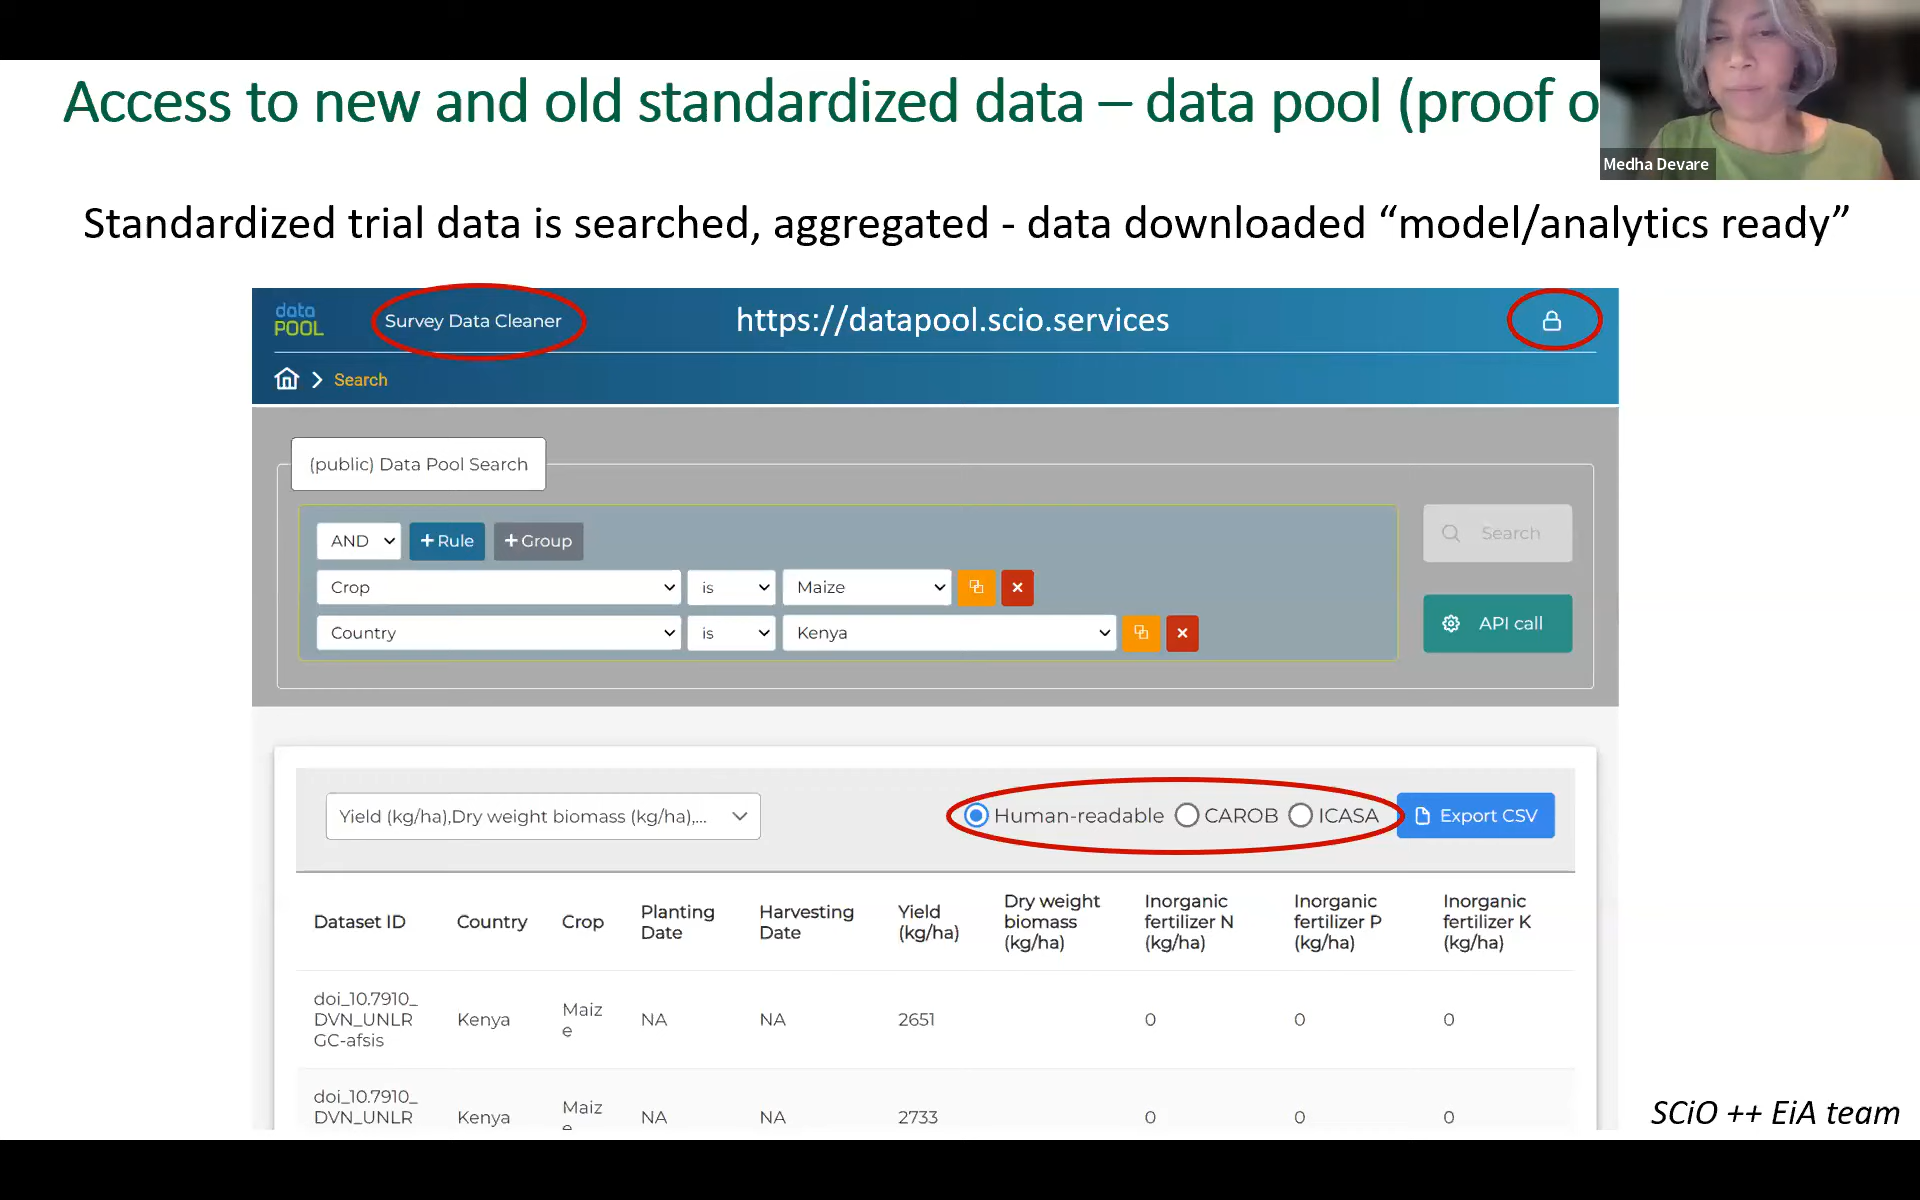 Access to new and old standardized data – data pool (proof o
Medha Devare
Standardized trial data is searched, aggregated - data downloaded “model/analytics ready”
data
POOL
Survey Data Cleaner
https://datapool.scio.services
Search
(public) Data Pool Search
AND
+ Rule
+ Group
Search
Crop
is
Maize
API call
Country
is
Kenya
Yield (kg/ha),Dry weight biomass (kg/ha),...
Human-readable
CAROB
ICASA
Export CSV
Dataset ID
Country
Crop
Planting
Date
Harvesting
Date
Yield
(kg/ha)
Dry weight
biomass
(kg/ha)
Inorganic
fertilizer N
(kg/ha)
Inorganic
fertilizer P
(kg/ha)
Inorganic
fertilizer K
(kg/ha)
doi_10.7910_
DVN_UNLR
GC-afsis
Kenya
Maiz
e
NA
NA
2651
0
0
0
doi_10.7910_
DVN_UNLR
Kenya
Maiz
e
NA
NA
2733
0
0
0
SCiO ++ EiA team